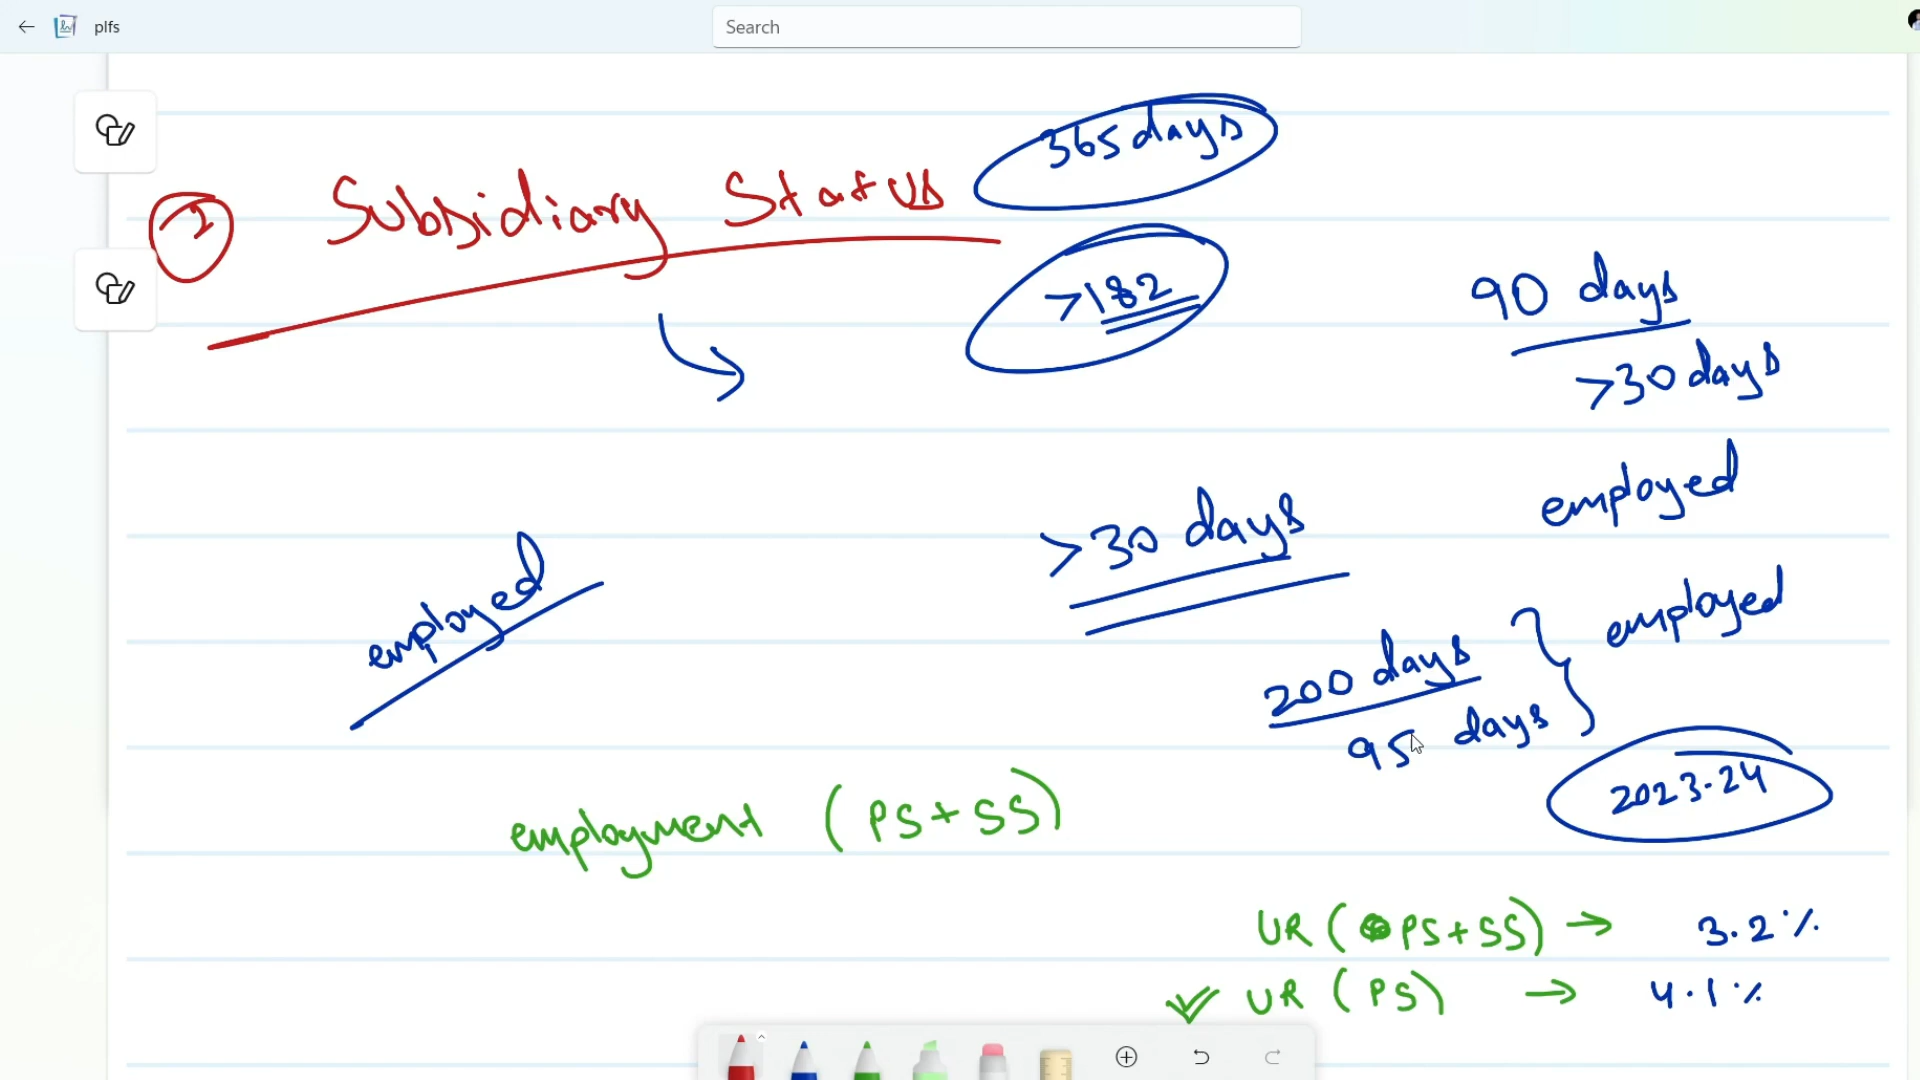 plfs
Search
365 days
2 Subsidiary Status
>182
90 days
>30 days
employed
>30 days
employed
employed
200 days
95 days
2023-24
employment (PS+SS)
UR (PS+SS) → 3.2%
UR (PS) → 4.1%